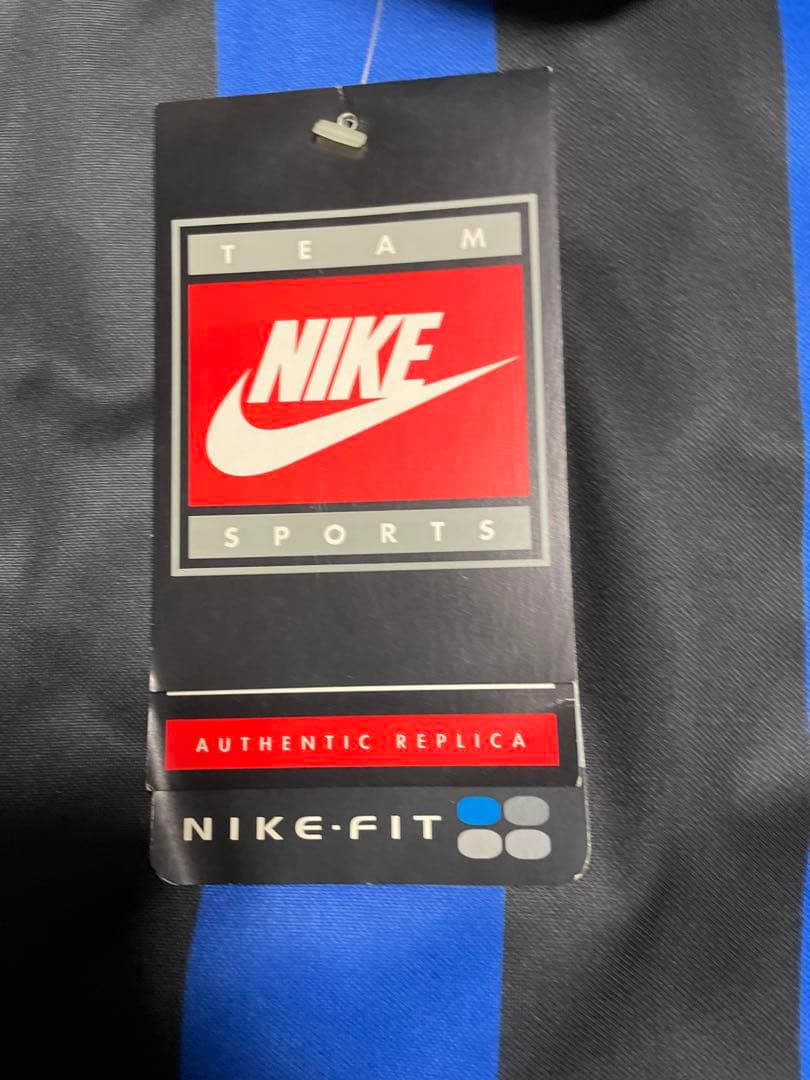 TEAM
NIKE
SPORTS
AUTHENTIC REPLICA
NIKE-FIT